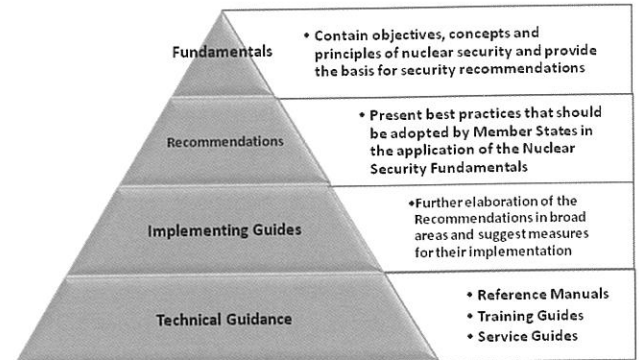 Fundamentals
• Contain objectives, concepts and
principles of nuclear security and provide
the basis for security recommendations
Recommendations
• Present best practices that should
be adopted by Member States in
the application of the Nuclear
Security Fundamentals
Implementing Guides
•Further elaboration of the
Recommendations in broad
areas and suggest measures
for their implementation
Technical Guidance
• Reference Manuals
• Training Guides
• Service Guides